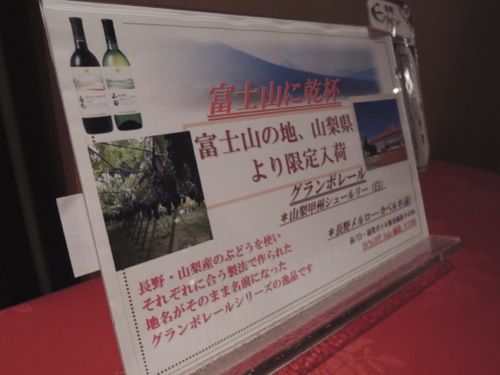 富士山に乾杯
富士山の地、山梨県
より限定入荷
グランポレール
＊山梨甲州シュールリー（白）
＊長野メルロー・カベルネ(赤)
長野・山梨産のぶどうを使い
それぞれに合う製法で作られた
地名がそのまま名前になった
グランポレールシリーズの逸品です